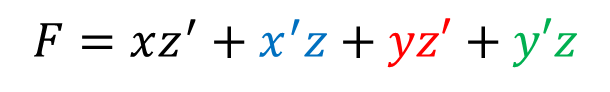 F = xz′ + x′z + yz′ + y′z